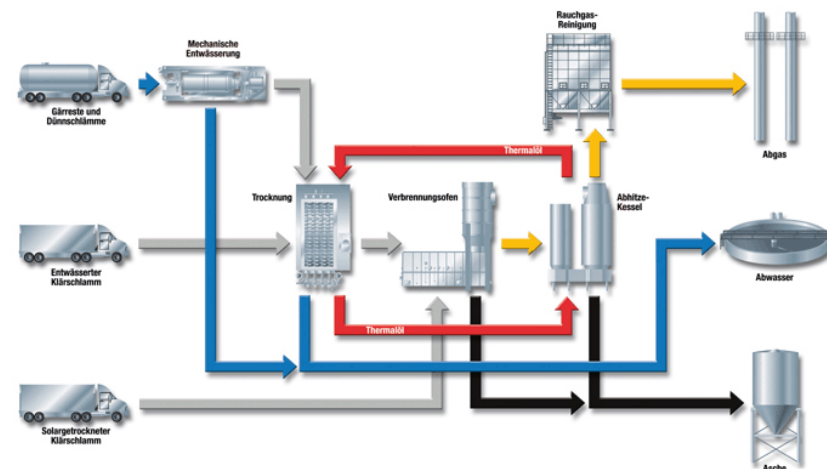 Rauchgas-
Reinigung
Mechanische
Entwässerung
Gärreste und
Dünnschlämme
Abgas
Thermalöl
Trocknung
Verbrennungsofen
Abhitze-
Kessel
Entwässerter
Klärschlamm
Abwasser
Thermalöl
Solargetrockneter
Klärschlamm
Asche